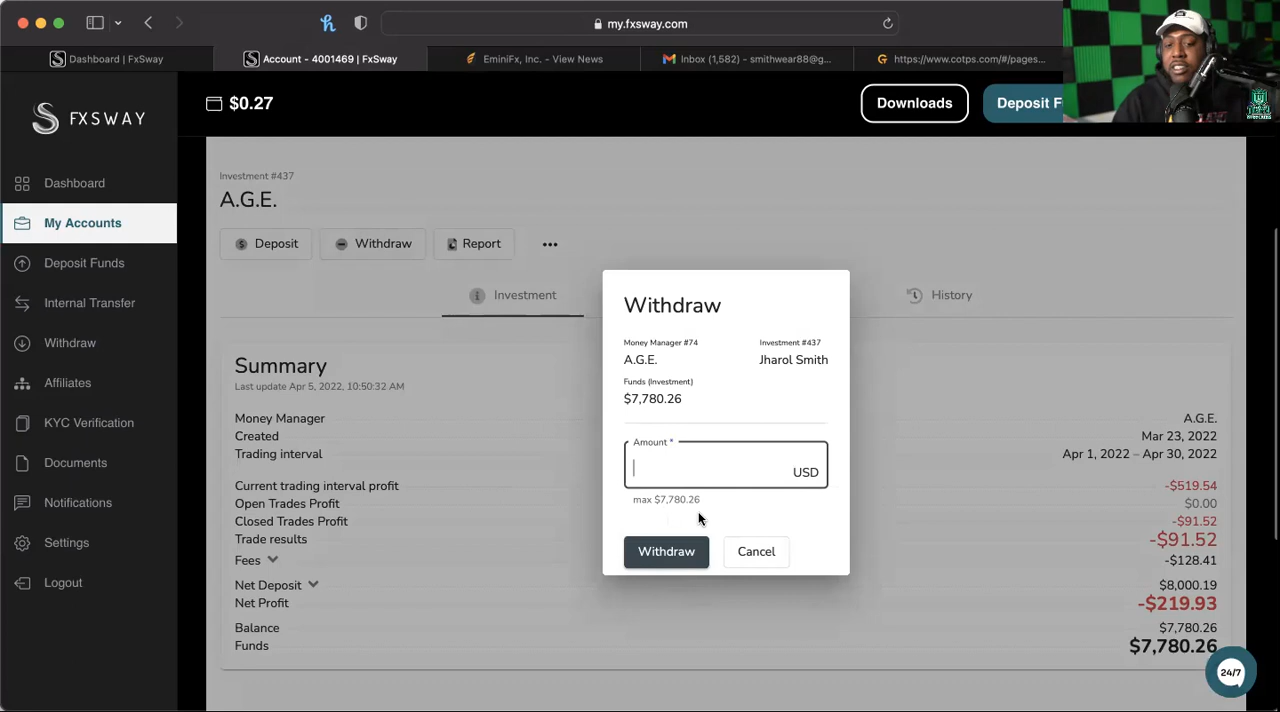 my.fxsway.com
Dashboard | FxSway
Account - 4001469 | FxSway
EminiFx, Inc. - View News
Inbox (1,582) - smithwear88@g...
https://www.cotps.com/#/pages...
FXSWAY
$0.27
Downloads
Deposit F
Dashboard
My Accounts
Deposit Funds
Internal Transfer
Withdraw
Affiliates
KYC Verification
Documents
Notifications
Settings
Logout
Investment #437
A.G.E.
Deposit
Withdraw
Report
Investment
History
Summary
Last update Apr 5, 2022, 10:50:32 AM
Money Manager A.G.E.
Created Mar 23, 2022
Trading interval Apr 1, 2022 – Apr 30, 2022
Current trading interval profit -$519.54
Open Trades Profit $0.00
Closed Trades Profit -$91.52
Trade results -$91.52
Fees -$128.41
Net Deposit $8,000.19
Net Profit -$219.93
Balance $7,780.26
Funds $7,780.26
Withdraw
Money Manager #74 Investment #437
A.G.E. Jharol Smith
Funds (Investment)
$7,780.26
Amount *
USD
max $7,780.26
Withdraw
Cancel
24/7